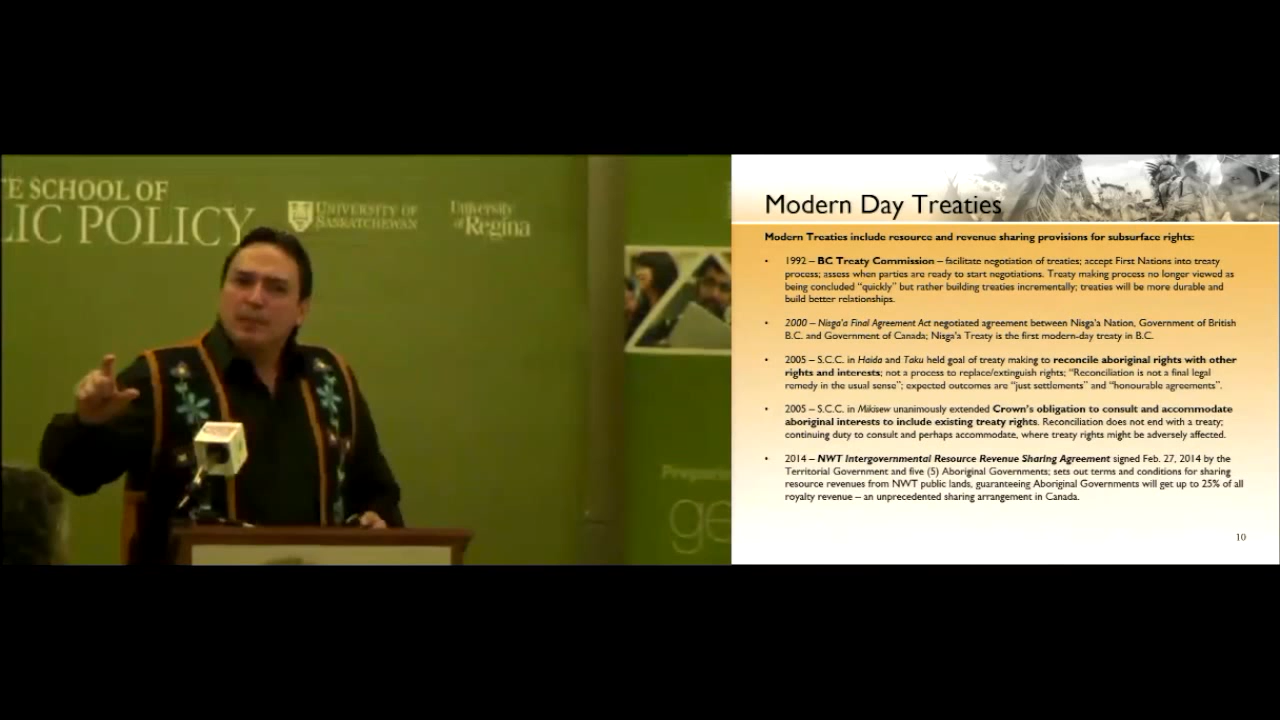 TE SCHOOL OF
LIC POLICY
UNIVERSITY OF
SASKATCHEWAN
University
of Regina
ge
Modern Day Treaties
Modern Treaties include resource and revenue sharing provisions for subsurface rights:
• 1992 – BC Treaty Commission – facilitate negotiation of treaties; accept First Nations into treaty
process; assess when parties are ready to start negotiations. Treaty making process no longer viewed as
being concluded “quickly” but rather building treaties incrementally; treaties will be more durable and
build better relationships.
• 2000 – Nisga'a Final Agreement Act negotiated agreement between Nisga'a Nation, Government of British
B.C. and Government of Canada; Nisga'a Treaty is the first modern-day treaty in B.C.
• 2005 – S.C.C. in Haida and Taku held goal of treaty making to reconcile aboriginal rights with other
rights and interests; not a process to replace/extinguish rights; “Reconciliation is not a final legal
remedy in the usual sense”; expected outcomes are “just settlements” and “honourable agreements”.
• 2005 – S.C.C. in Mikisew unanimously extended Crown's obligation to consult and accommodate
aboriginal interests to include existing treaty rights. Reconciliation does not end with a treaty;
continuing duty to consult and perhaps accommodate, where treaty rights might be adversely affected.
• 2014 – NWT Intergovernmental Resource Revenue Sharing Agreement signed Feb. 27, 2014 by the
Territorial Government and five (5) Aboriginal Governments; sets out terms and conditions for sharing
resource revenues from NWT public lands, guaranteeing Aboriginal Governments will get up to 25% of all
royalty revenue – an unprecedented sharing arrangement in Canada.
10